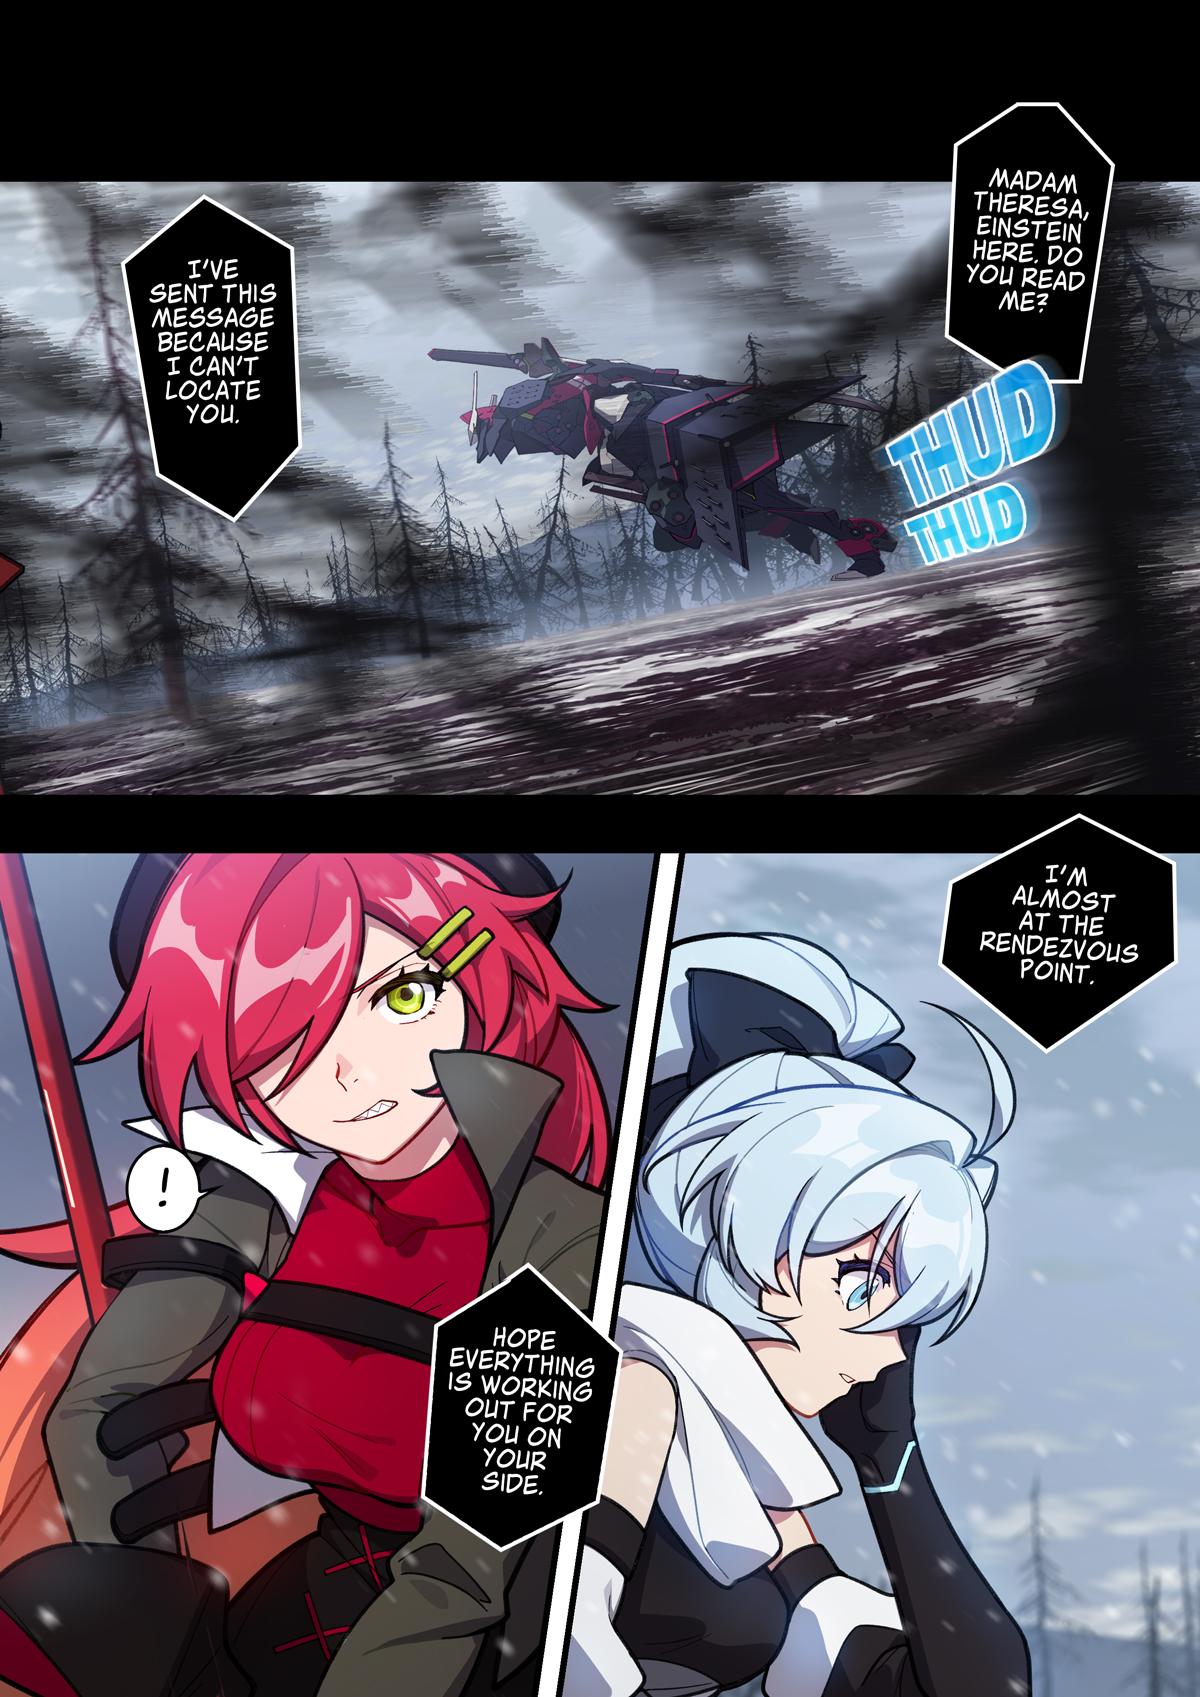 MADAM
THERESA,
EINSTEIN
HERE. DO
YOU READ
ME?
THUD
THUD
I'VE
SENT THIS
MESSAGE
BECAUSE
I CAN'T
LOCATE
YOU.
I'M
ALMOST
AT THE
RENDEZVOUS
POINT.
!
HOPE
EVERYTHING
IS WORKING
OUT FOR
YOU ON
YOUR
SIDE.